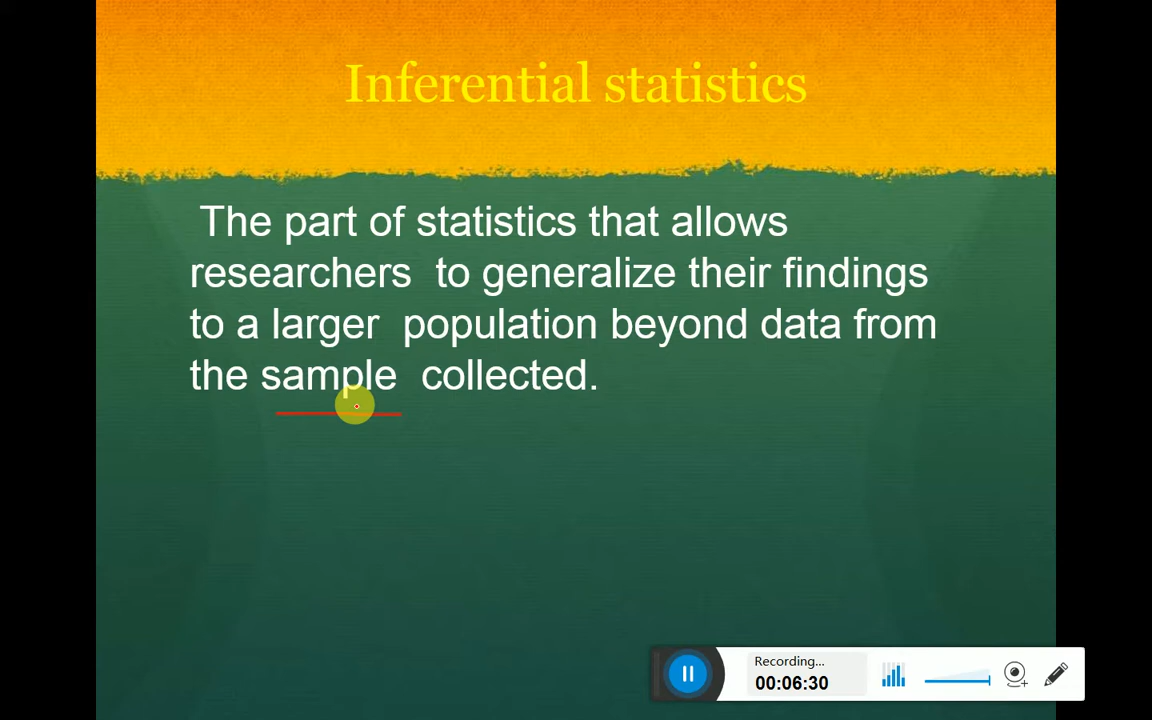 Inferential statistics
The part of statistics that allows
researchers to generalize their findings
to a larger population beyond data from
the sample collected.
Recording...
00:06:30